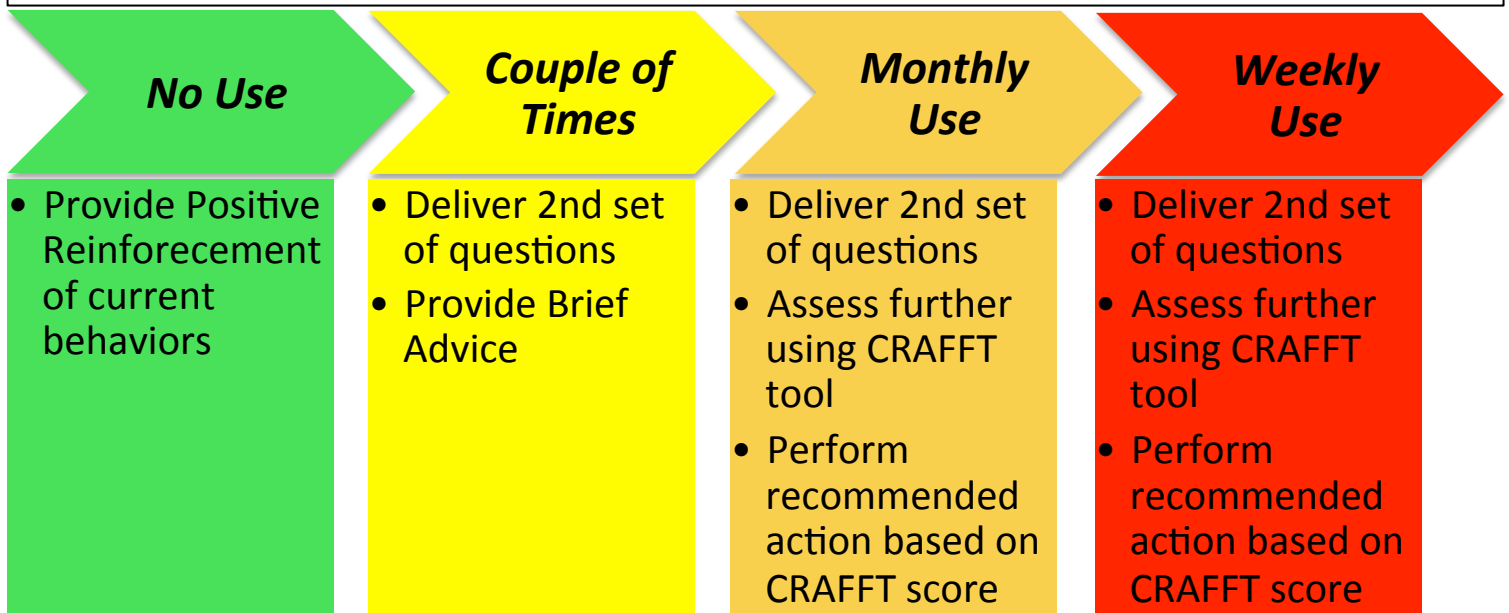 No Use
• Provide Positive
Reinforecement
of current
behaviors
Couple of
Times
• Deliver 2nd set
of questions
• Provide Brief
Advice
Monthly
Use
• Deliver 2nd set
of questions
• Assess further
using CRAFFT
tool
• Perform
recommended
action based on
CRAFFT score
Weekly
Use
• Deliver 2nd set
of questions
• Assess further
using CRAFFT
tool
• Perform
recommended
action based on
CRAFFT score